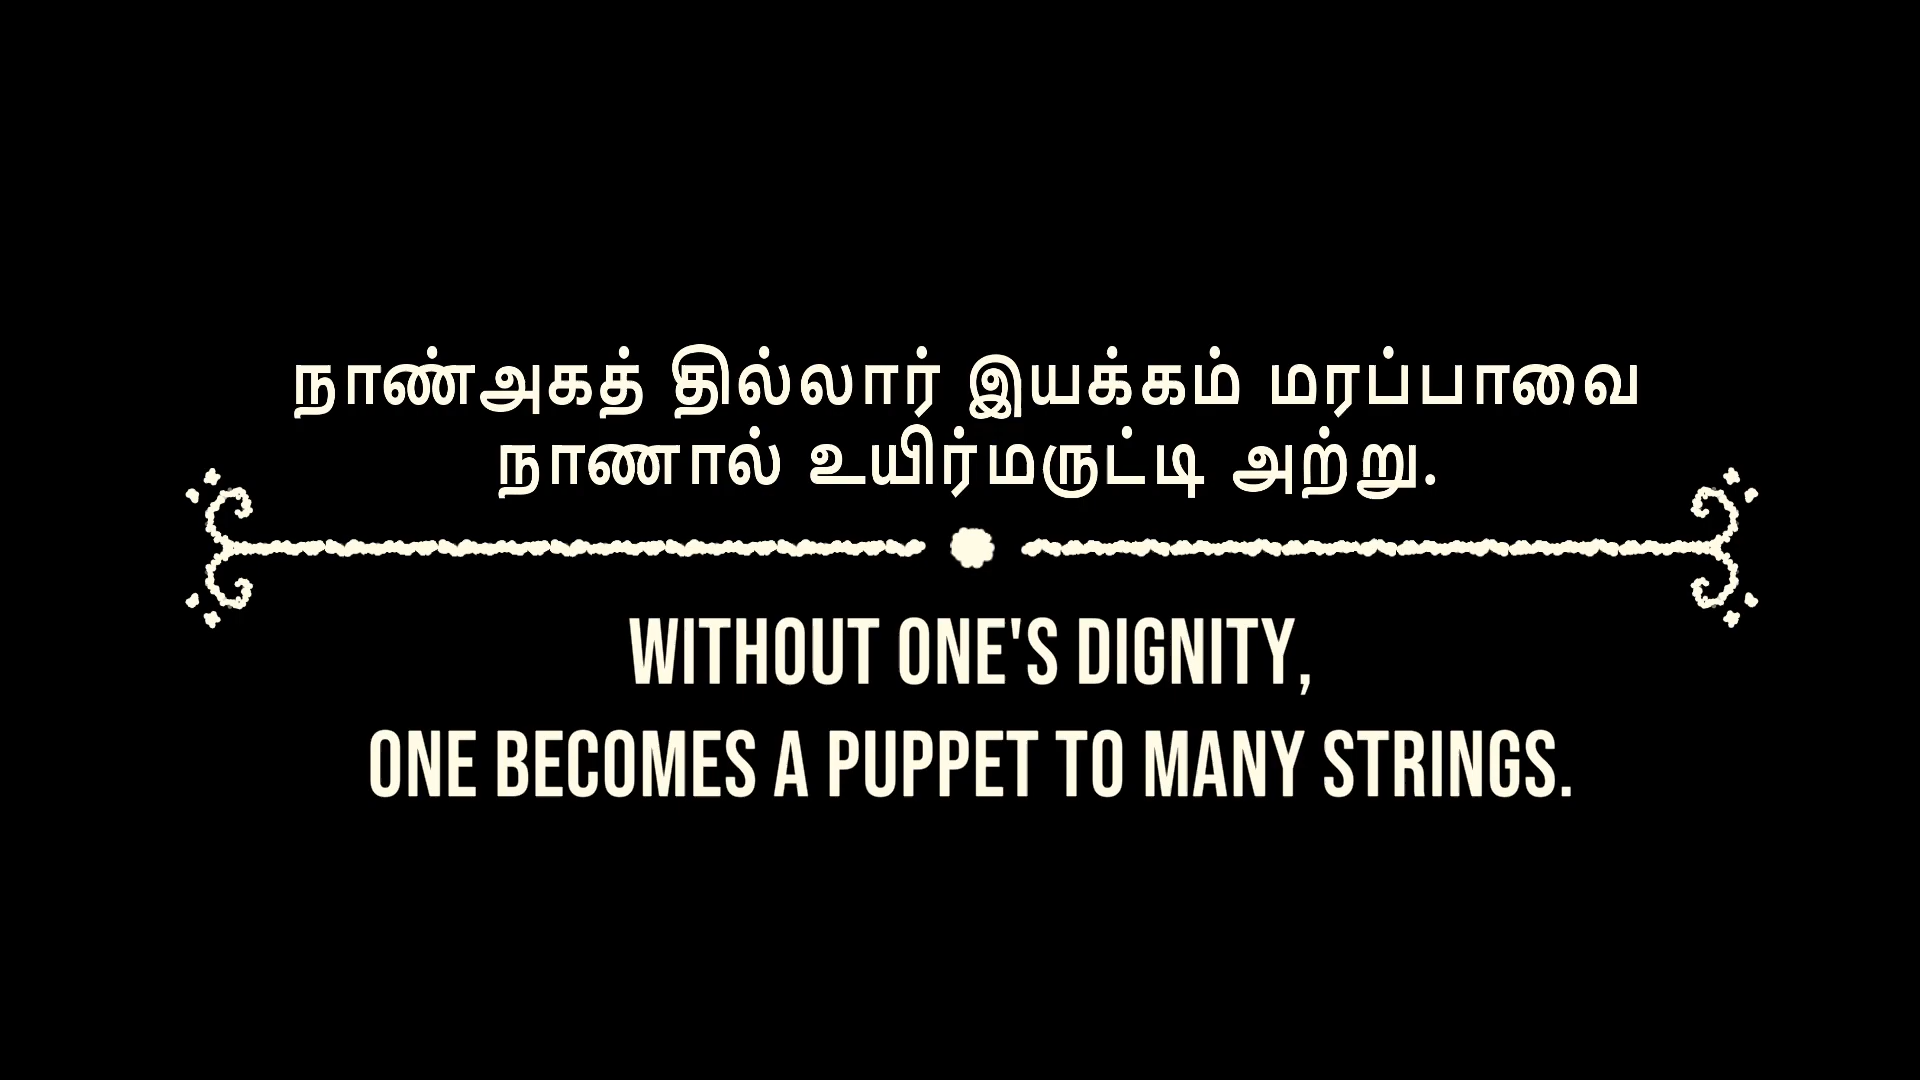 நாண்அகத் தில்லார் இயக்கம் மரப்பாவை
நாணால் உயிர்மருட்டி அற்று.
WITHOUT ONE'S DIGNITY,
ONE BECOMES A PUPPET TO MANY STRINGS.